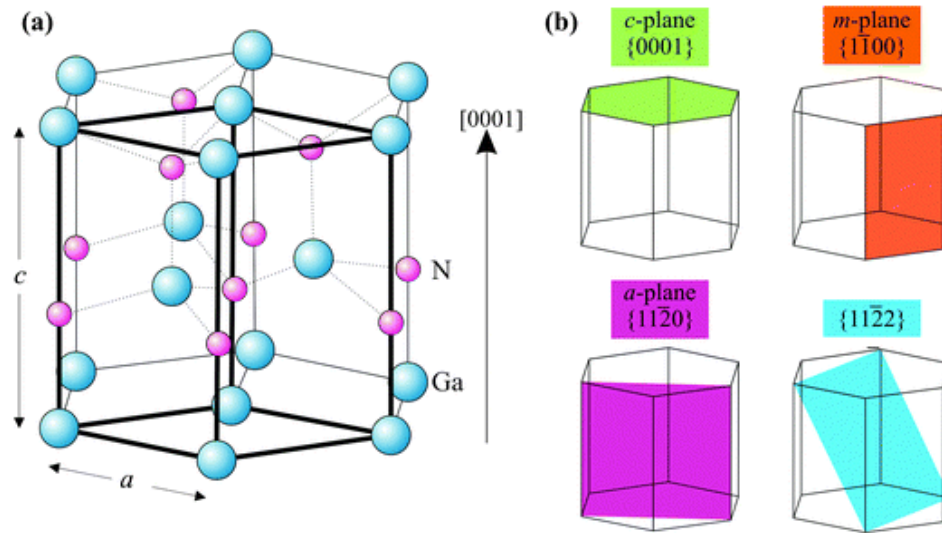 (a)
[0001]
c
N
Ga
a
(b)
c-plane
{0001}
m-plane
{11̄00}
a-plane
{112̄0}
{112̄2}